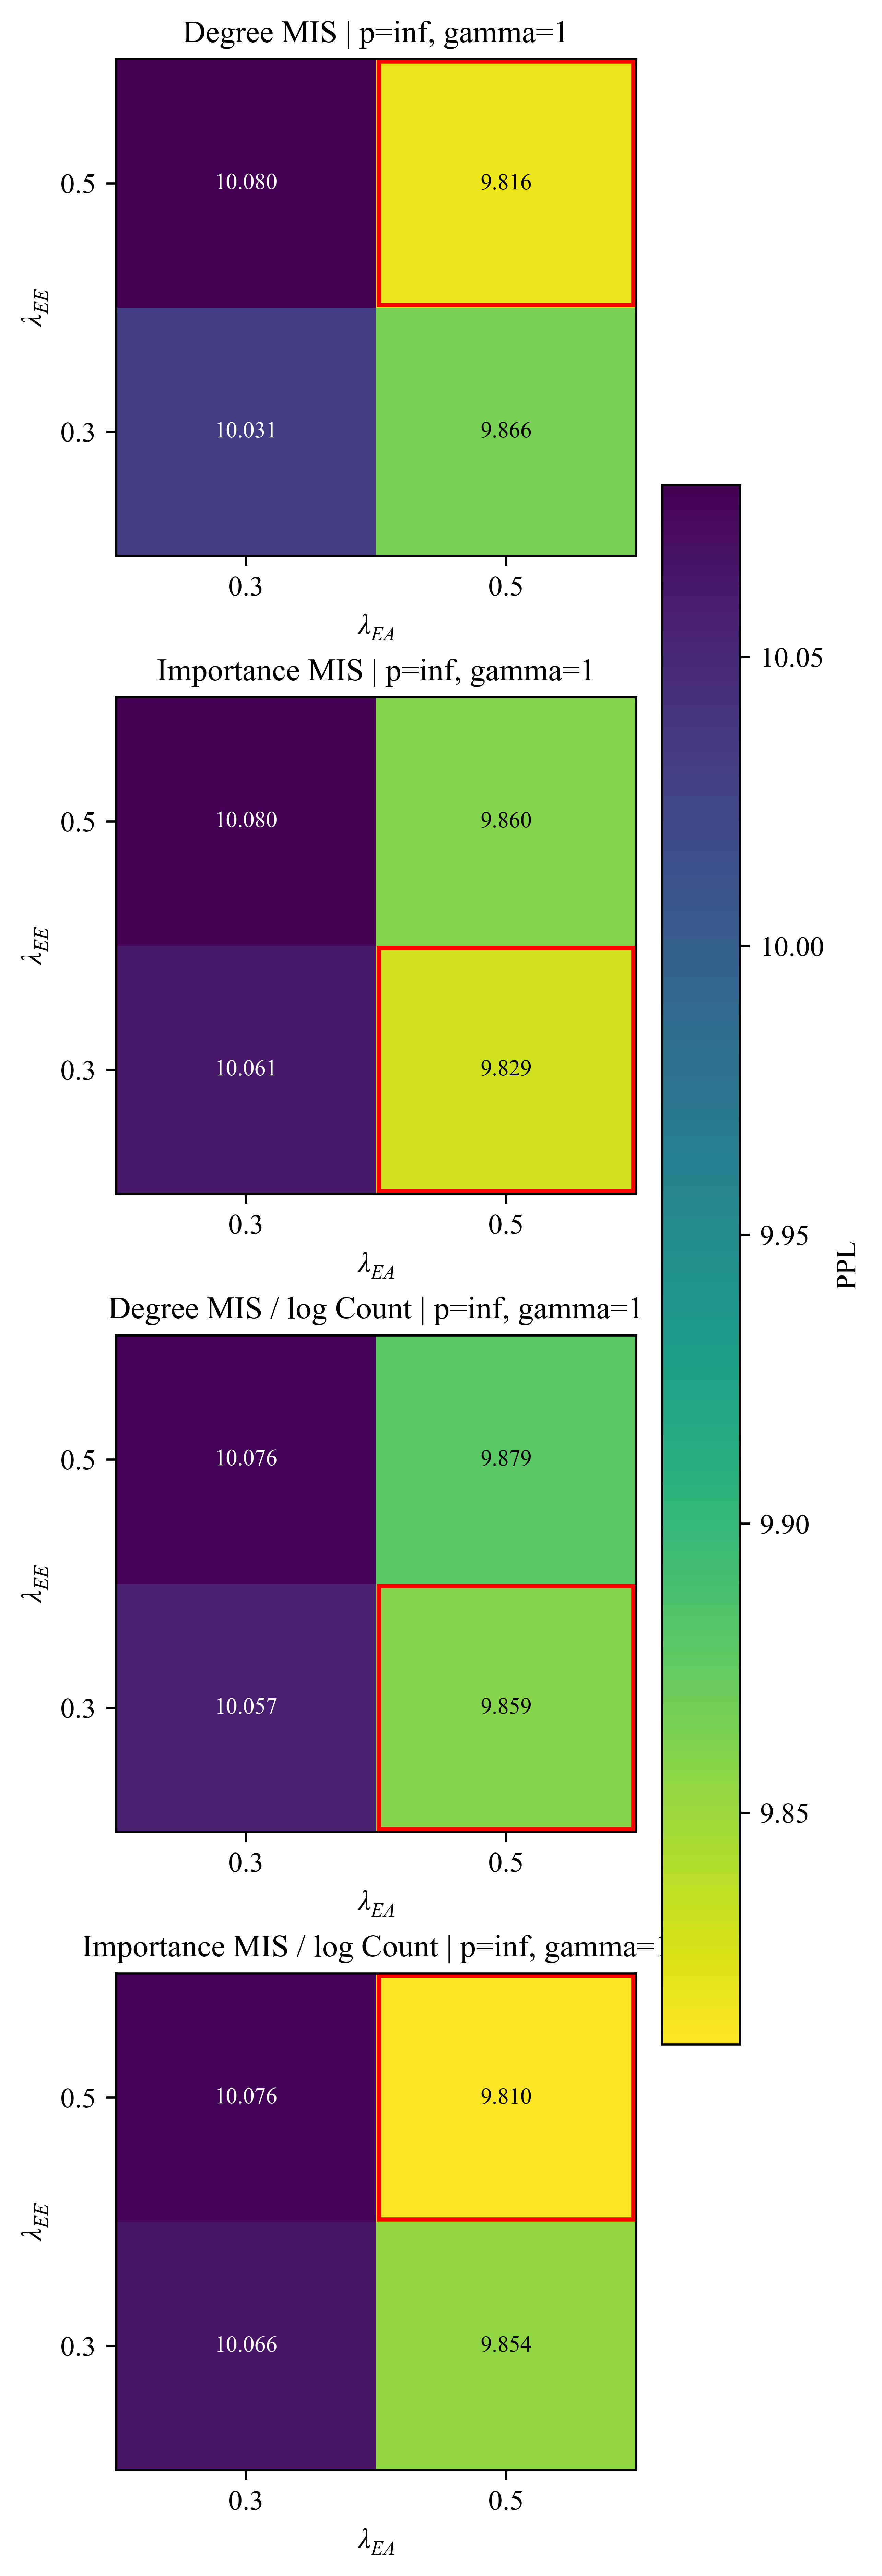 Degree MIS | p=inf, gamma=1
0.5
10.080
9.816
λEE
0.3
10.031
9.866
0.3
0.5
λEA
Importance MIS | p=inf, gamma=1
0.5
10.080
9.860
λEE
0.3
10.061
9.829
0.3
0.5
λEA
Degree MIS / log Count | p=inf, gamma=1
0.5
10.076
9.879
λEE
0.3
10.057
9.859
0.3
0.5
λEA
Importance MIS / log Count | p=inf, gamma=1
0.5
10.076
9.810
λEE
0.3
10.066
9.854
0.3
0.5
λEA
10.05
10.00
9.95
9.90
9.85
PPL